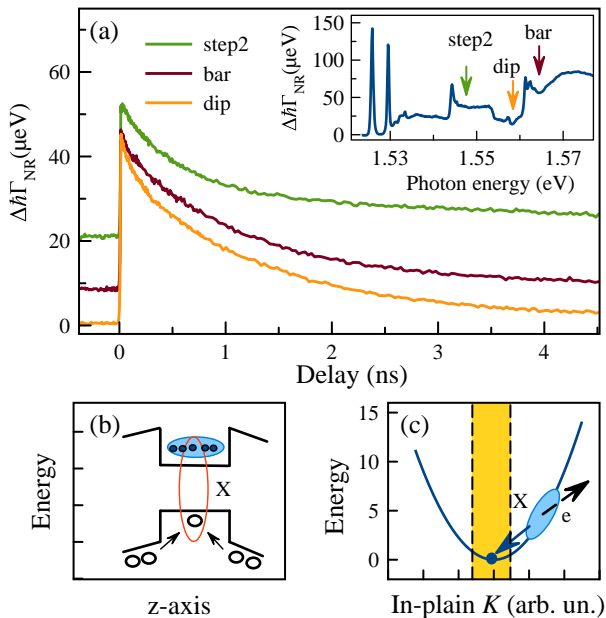 (a)
step2
bar
dip
ΔℏΓNR(μeV)
60
40
20
0
0
1
2
3
4
Delay (ns)
ΔℏΓNR(μeV)
150
100
50
0
step2
bar
dip
1.53
1.55
1.57
Photon energy (eV)
(b)
X
Energy
z-axis
(c)
15
10
5
0
X
e
Energy
In-plain K (arb. un.)